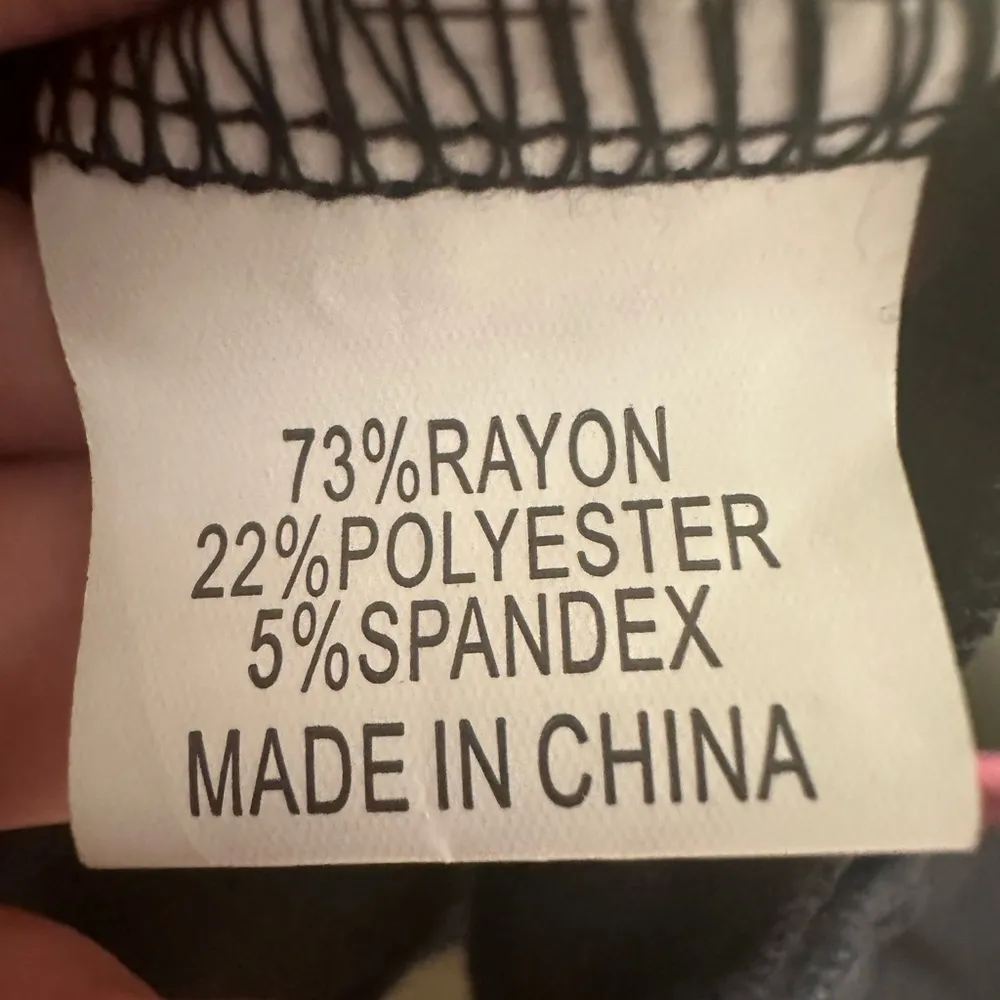 73%RAYON
22%POLYESTER
5%SPANDEX
MADE IN CHINA